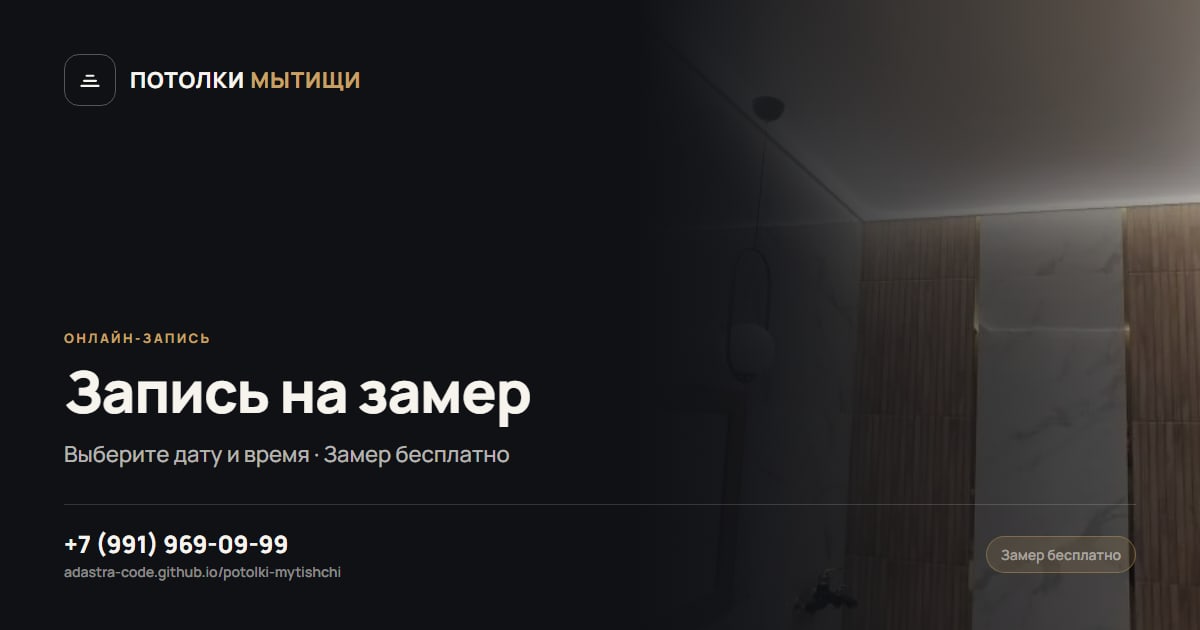 ПОТОЛКИ МЫТИЩИ
ОНЛАЙН-ЗАПИСЬ
Запись на замер
Выберите дату и время · Замер бесплатно
+7 (991) 969-09-99
adastra-code.github.io/potolki-mytishchi
Замер бесплатно